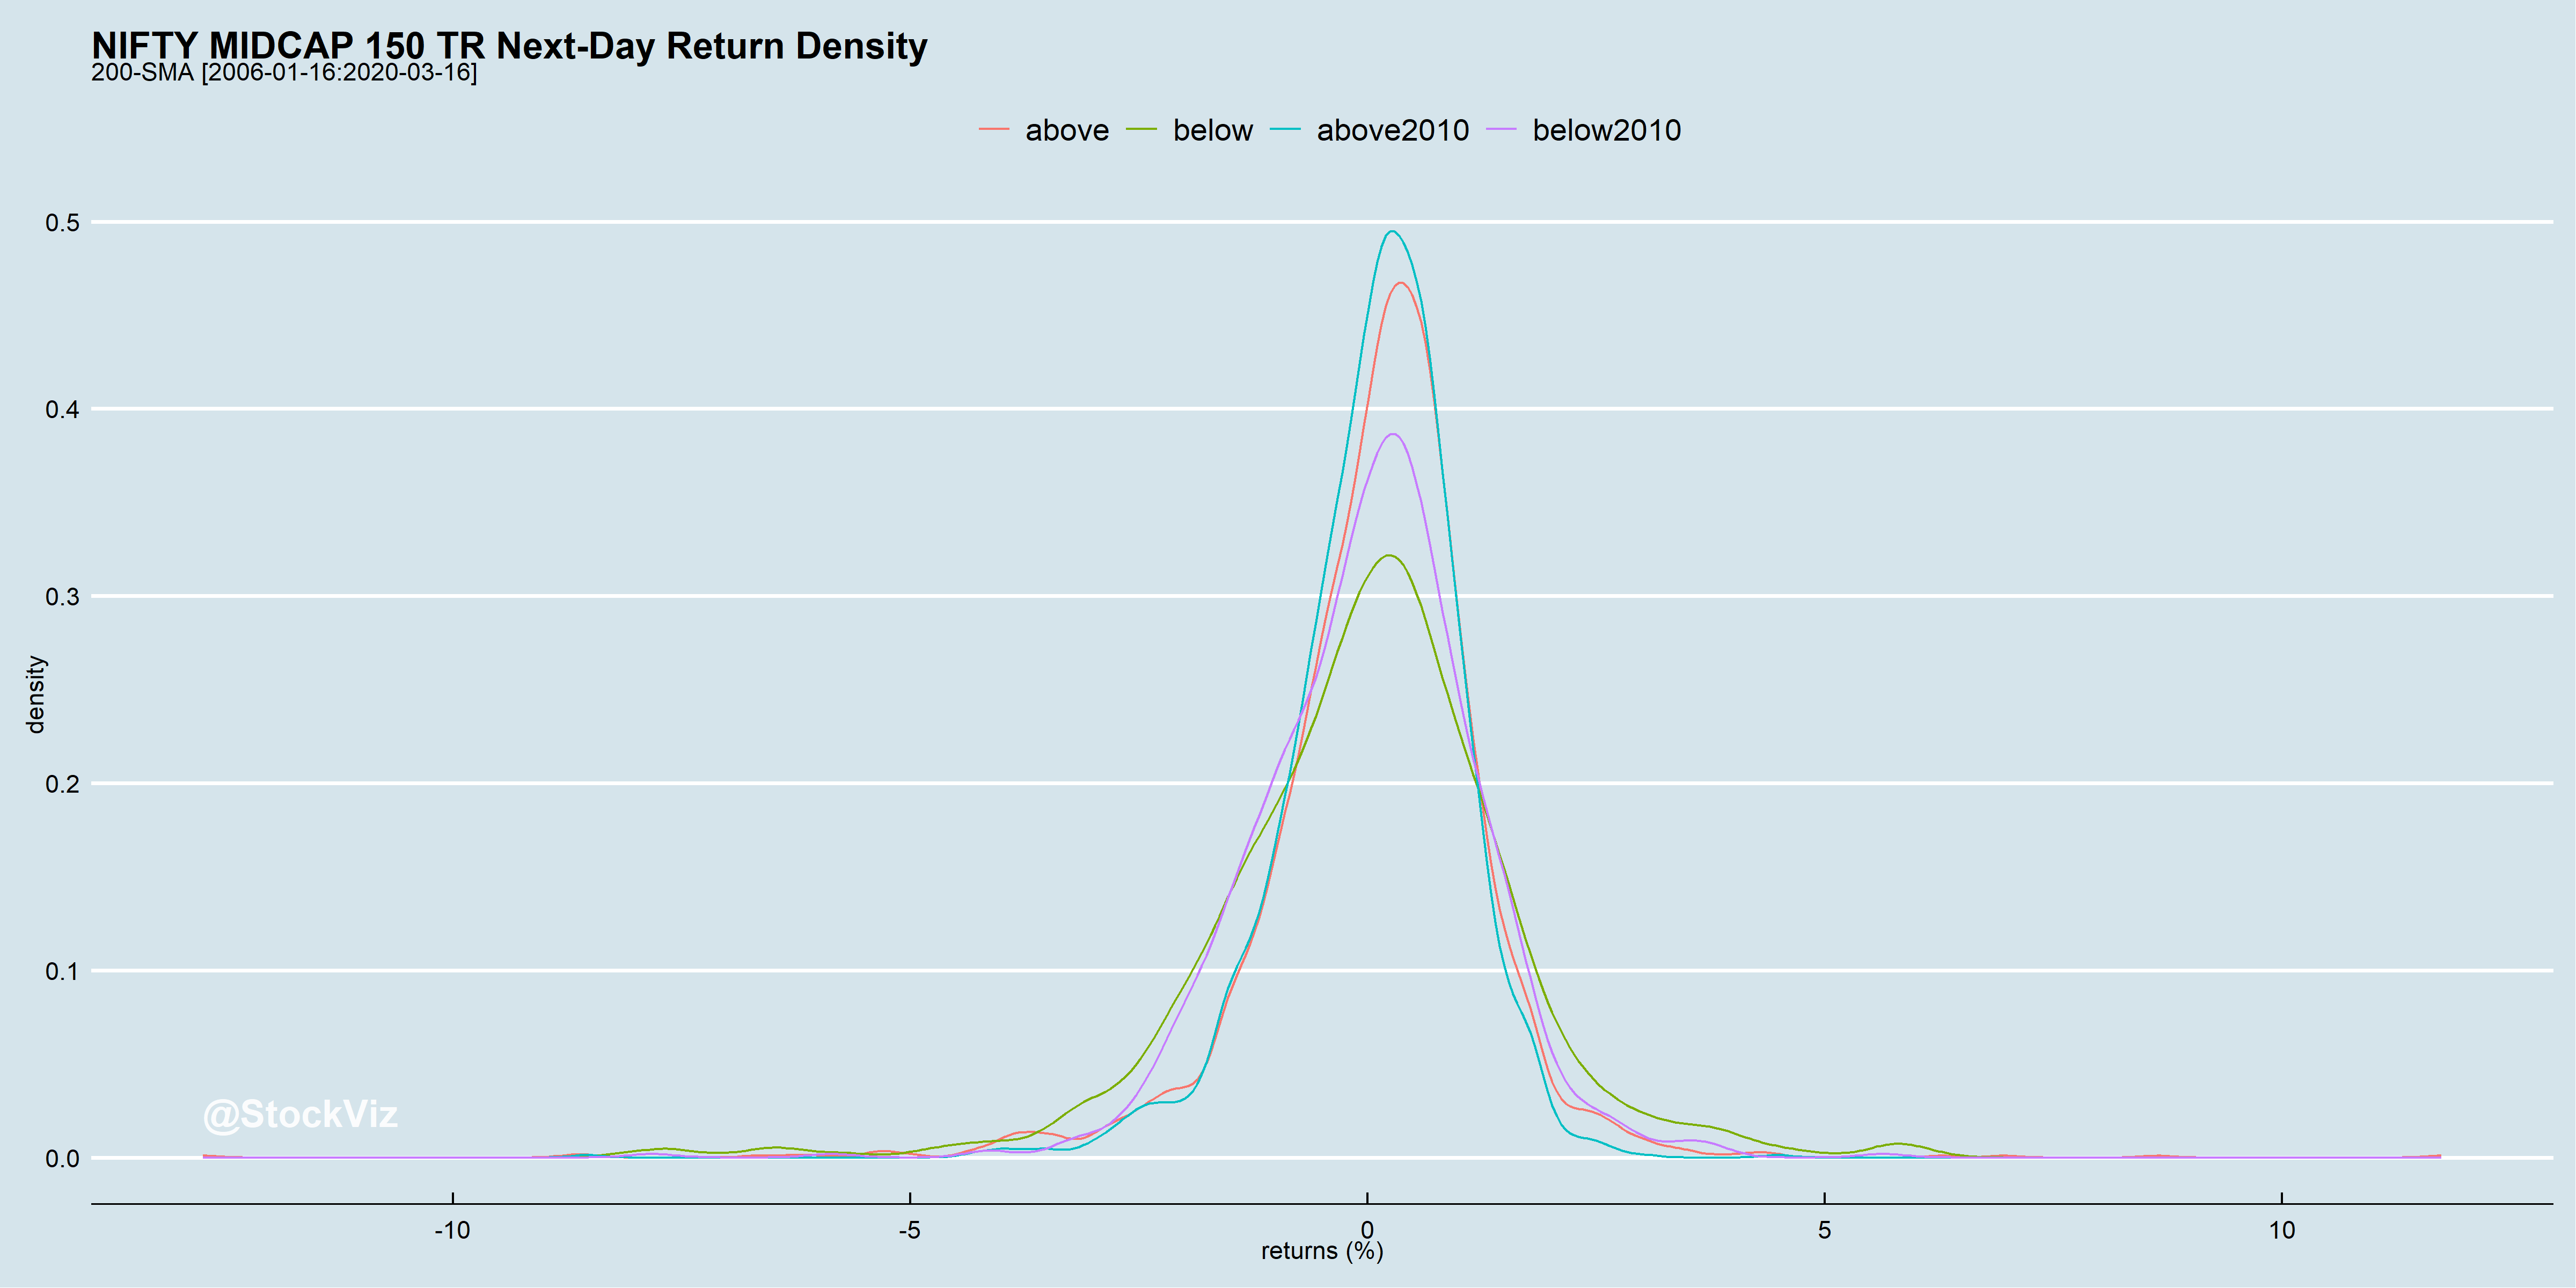 NIFTY MIDCAP 150 TR Next-Day Return Density
200-SMA [2006-01-16:2020-03-16]
above below above2010 below2010
0.5
0.4
0.3
0.2
0.1
0.0
density
@StockViz
-10 -5 0 5 10
returns (%)